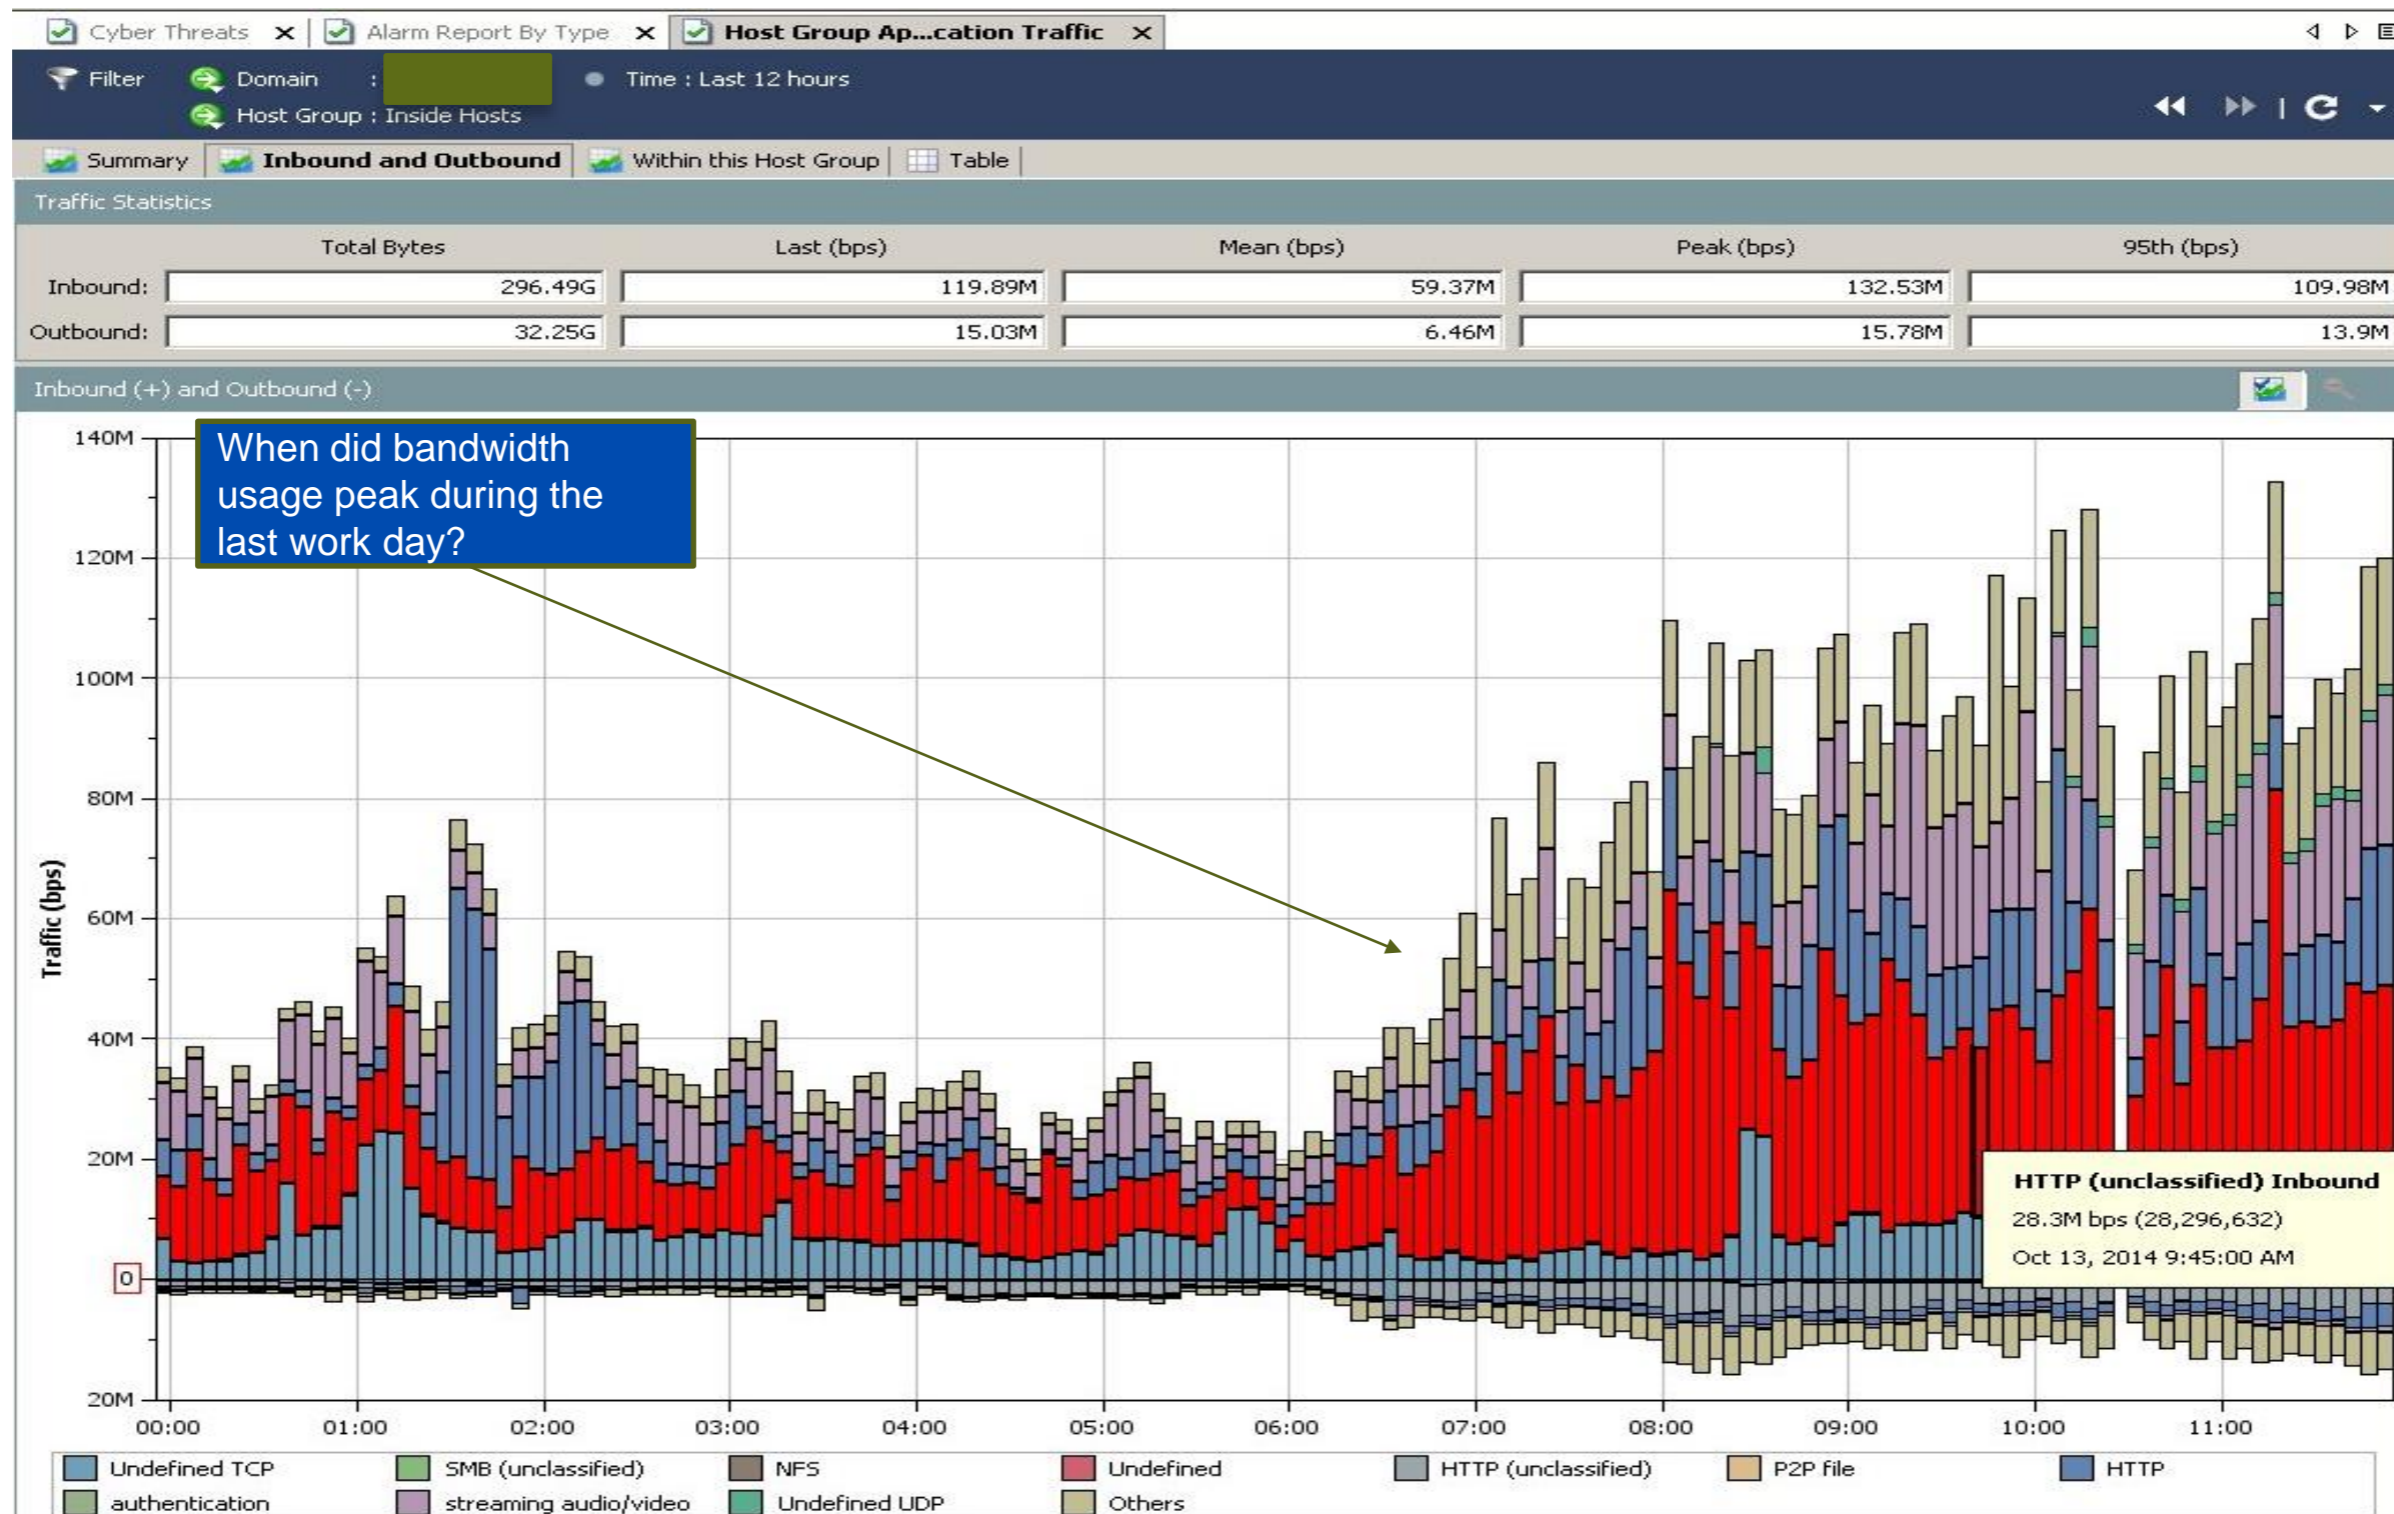 Cyber Threats
Alarm Report By Type
Host Group Ap...cation Traffic
Filter
Domain :
Time : Last 12 hours
Host Group : Inside Hosts
Summary
Inbound and Outbound
Within this Host Group
Table
Traffic Statistics
Total Bytes Last (bps) Mean (bps) Peak (bps) 95th (bps)
Inbound: 296.49G 119.89M 59.37M 132.53M 109.98M
Outbound: 32.25G 15.03M 6.46M 15.78M 13.9M
Inbound (+) and Outbound (-)
When did bandwidth
usage peak during the
last work day?
140M
120M
100M
80M
60M
40M
20M
0
20M
Traffic (bps)
HTTP (unclassified) Inbound
28.3M bps (28,296,632)
Oct 13, 2014 9:45:00 AM
00:00 01:00 02:00 03:00 04:00 05:00 06:00 07:00 08:00 09:00 10:00 11:00
Undefined TCP SMB (unclassified) NFS Undefined HTTP (unclassified) P2P file HTTP
authentication streaming audio/video Undefined UDP Others